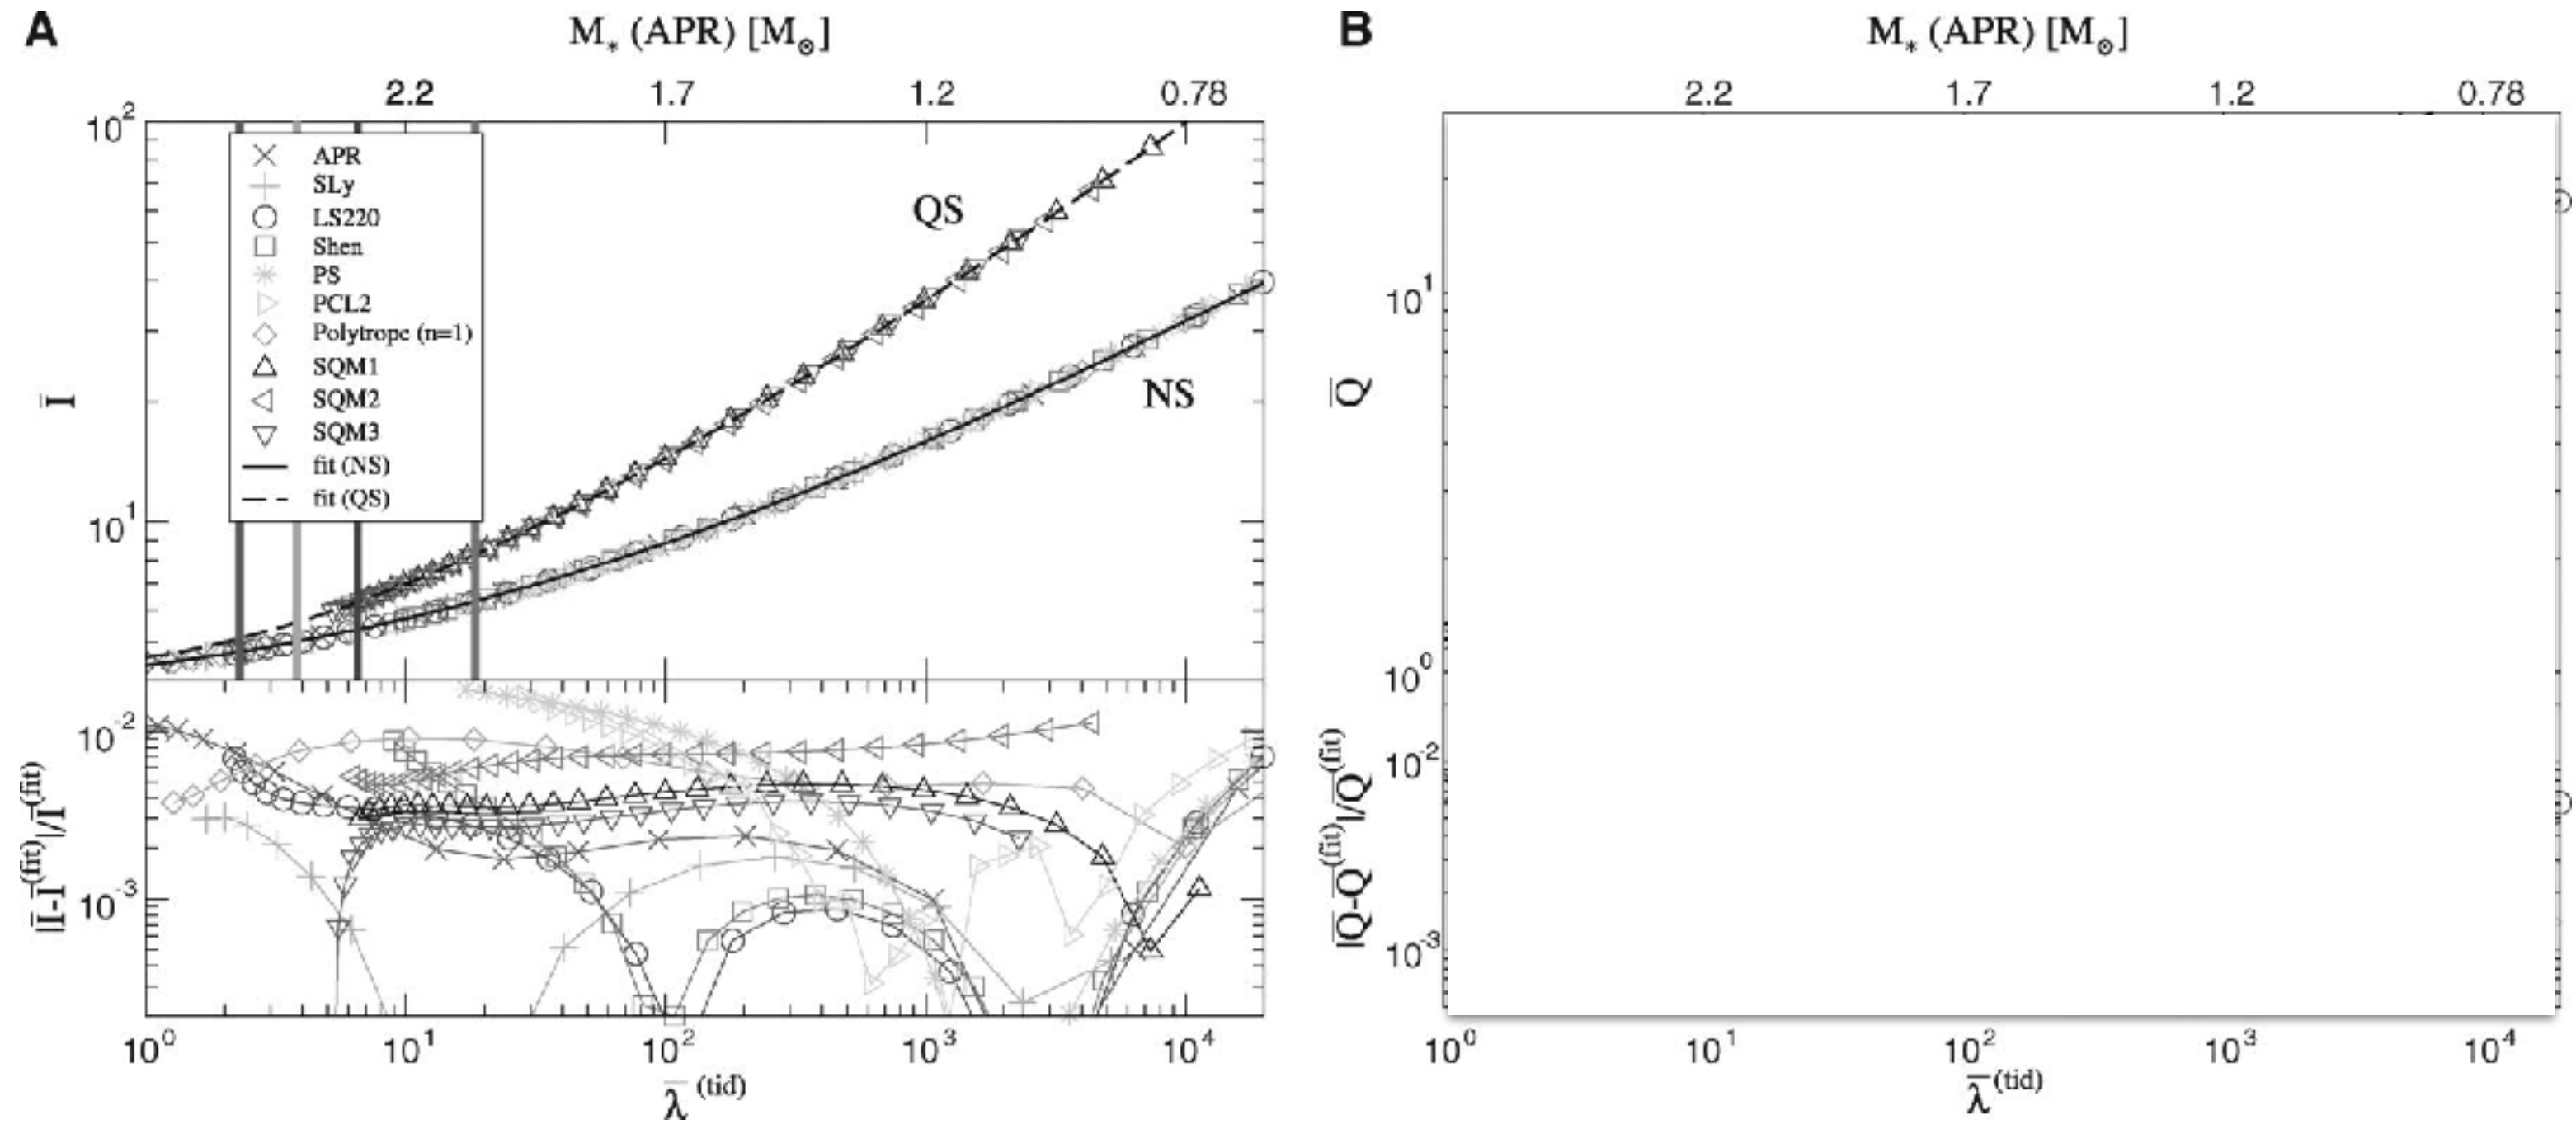 A
M* (APR) [M⊙]
2.2 1.7 1.2 0.78
10²
10¹
Ī
APR
SLy
LS220
Shen
PS
PCL2
Polytrope (n=1)
SQM1
SQM2
SQM3
fit (NS)
fit (QS)
QS
NS
10⁻²
10⁻³
|Ī-Ī(fit)|/Ī(fit)
10⁰ 10¹ 10² 10³ 10⁴
λ̄ (tid)
B
M* (APR) [M⊙]
2.2 1.7 1.2 0.78
10¹
Q̄
10⁰
10⁻²
10⁻³
|Q̄-Q̄(fit)|/Q̄(fit)
10⁰ 10¹ 10² 10³ 10⁴
λ̄ (tid)